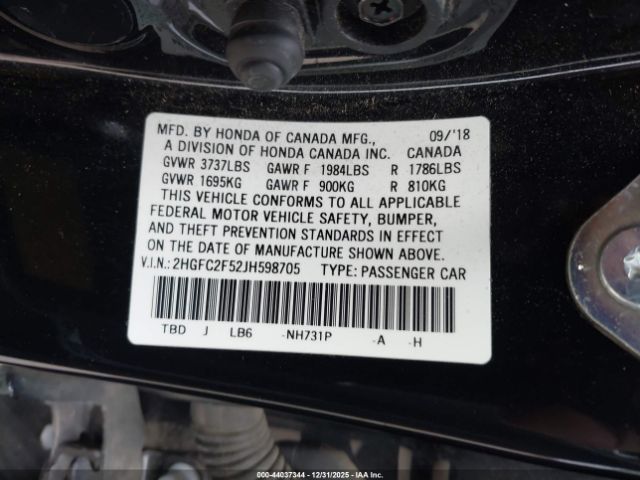 MFD. BY HONDA OF CANADA MFG., 09/'18
A DIVISION OF HONDA CANADA INC. CANADA
GVWR 3737LBS GAWR F 1984LBS R 1786LBS
GVWR 1695KG GAWR F 900KG R 810KG
THIS VEHICLE CONFORMS TO ALL APPLICABLE
FEDERAL MOTOR VEHICLE SAFETY, BUMPER,
AND THEFT PREVENTION STANDARDS IN EFFECT
ON THE DATE OF MANUFACTURE SHOWN ABOVE.
V.I.N.: 2HGFC2F52JH598705 TYPE: PASSENGER CAR
TBD J LB6 -NH731P -A -H
000-44037344 - 12/31/2025 - IAA Inc.